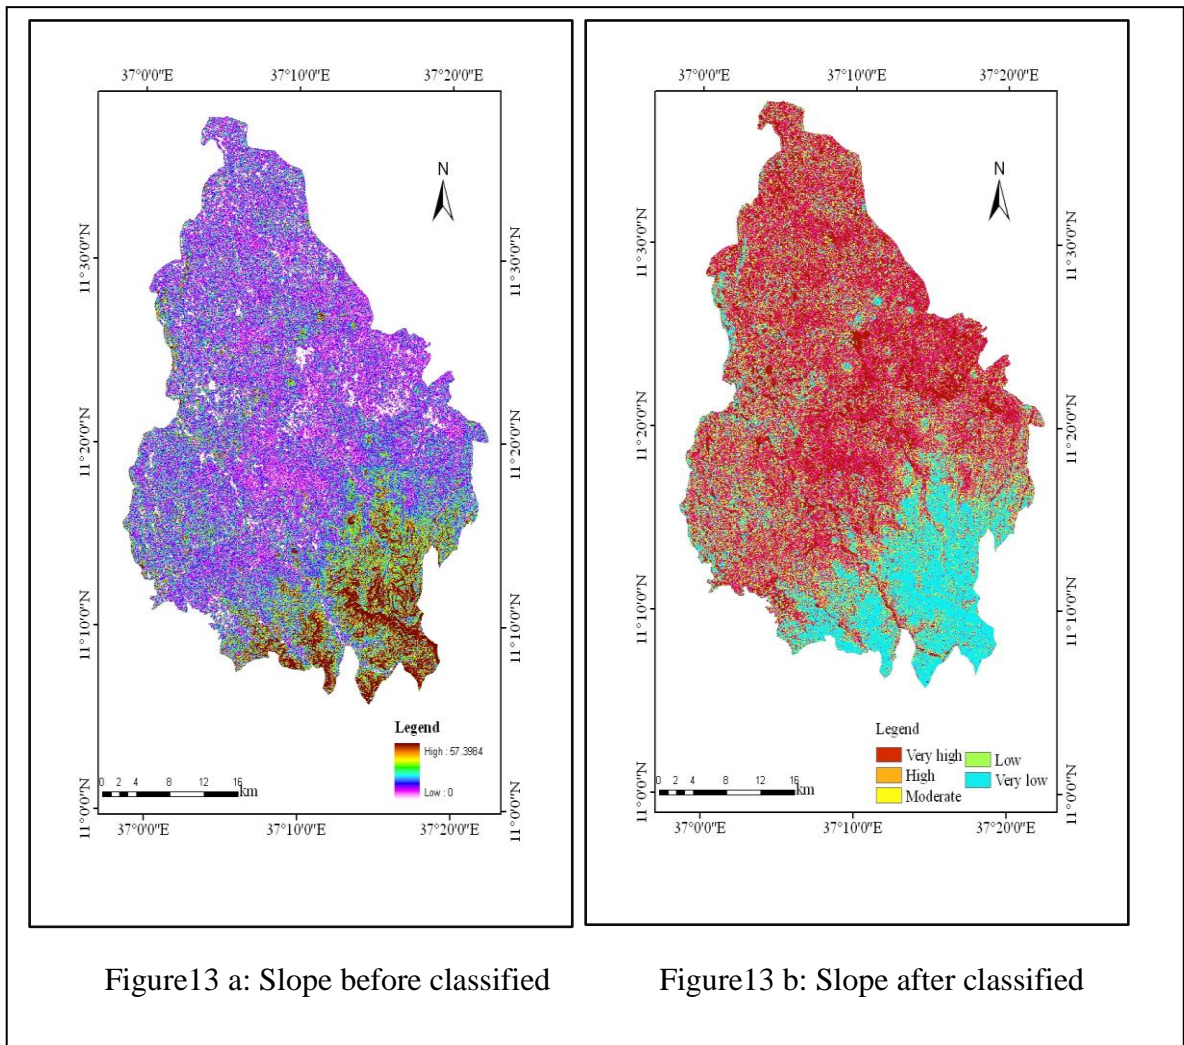 37°0'0"E 37°10'0"E 37°20'0"E
N
11°30'0"N 11°30'0"N
11°20'0"N 11°20'0"N
11°10'0"N 11°10'0"N
11°0'0"N 11°0'0"N
Legend
High : 57.3984
Low : 0
0 2 4 8 12 16
km
37°0'0"E 37°10'0"E 37°20'0"E
37°0'0"E 37°10'0"E 37°20'0"E
N
11°30'0"N 11°30'0"N
11°20'0"N 11°20'0"N
11°10'0"N 11°10'0"N
11°0'0"N 11°0'0"N
Legend
Very high
High
Moderate
Low
Very low
0 2 4 8 12 16
km
37°0'0"E 37°10'0"E 37°20'0"E
Figure13 a: Slope before classified
Figure13 b: Slope after classified